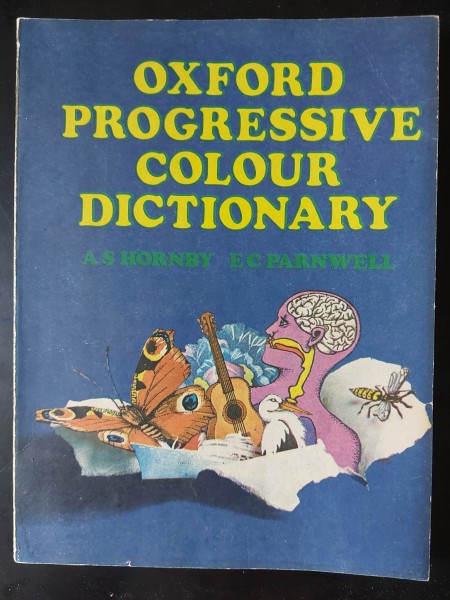 OXFORD
PROGRESSIVE
COLOUR
DICTIONARY
A S HORNBY E C PARNWELL